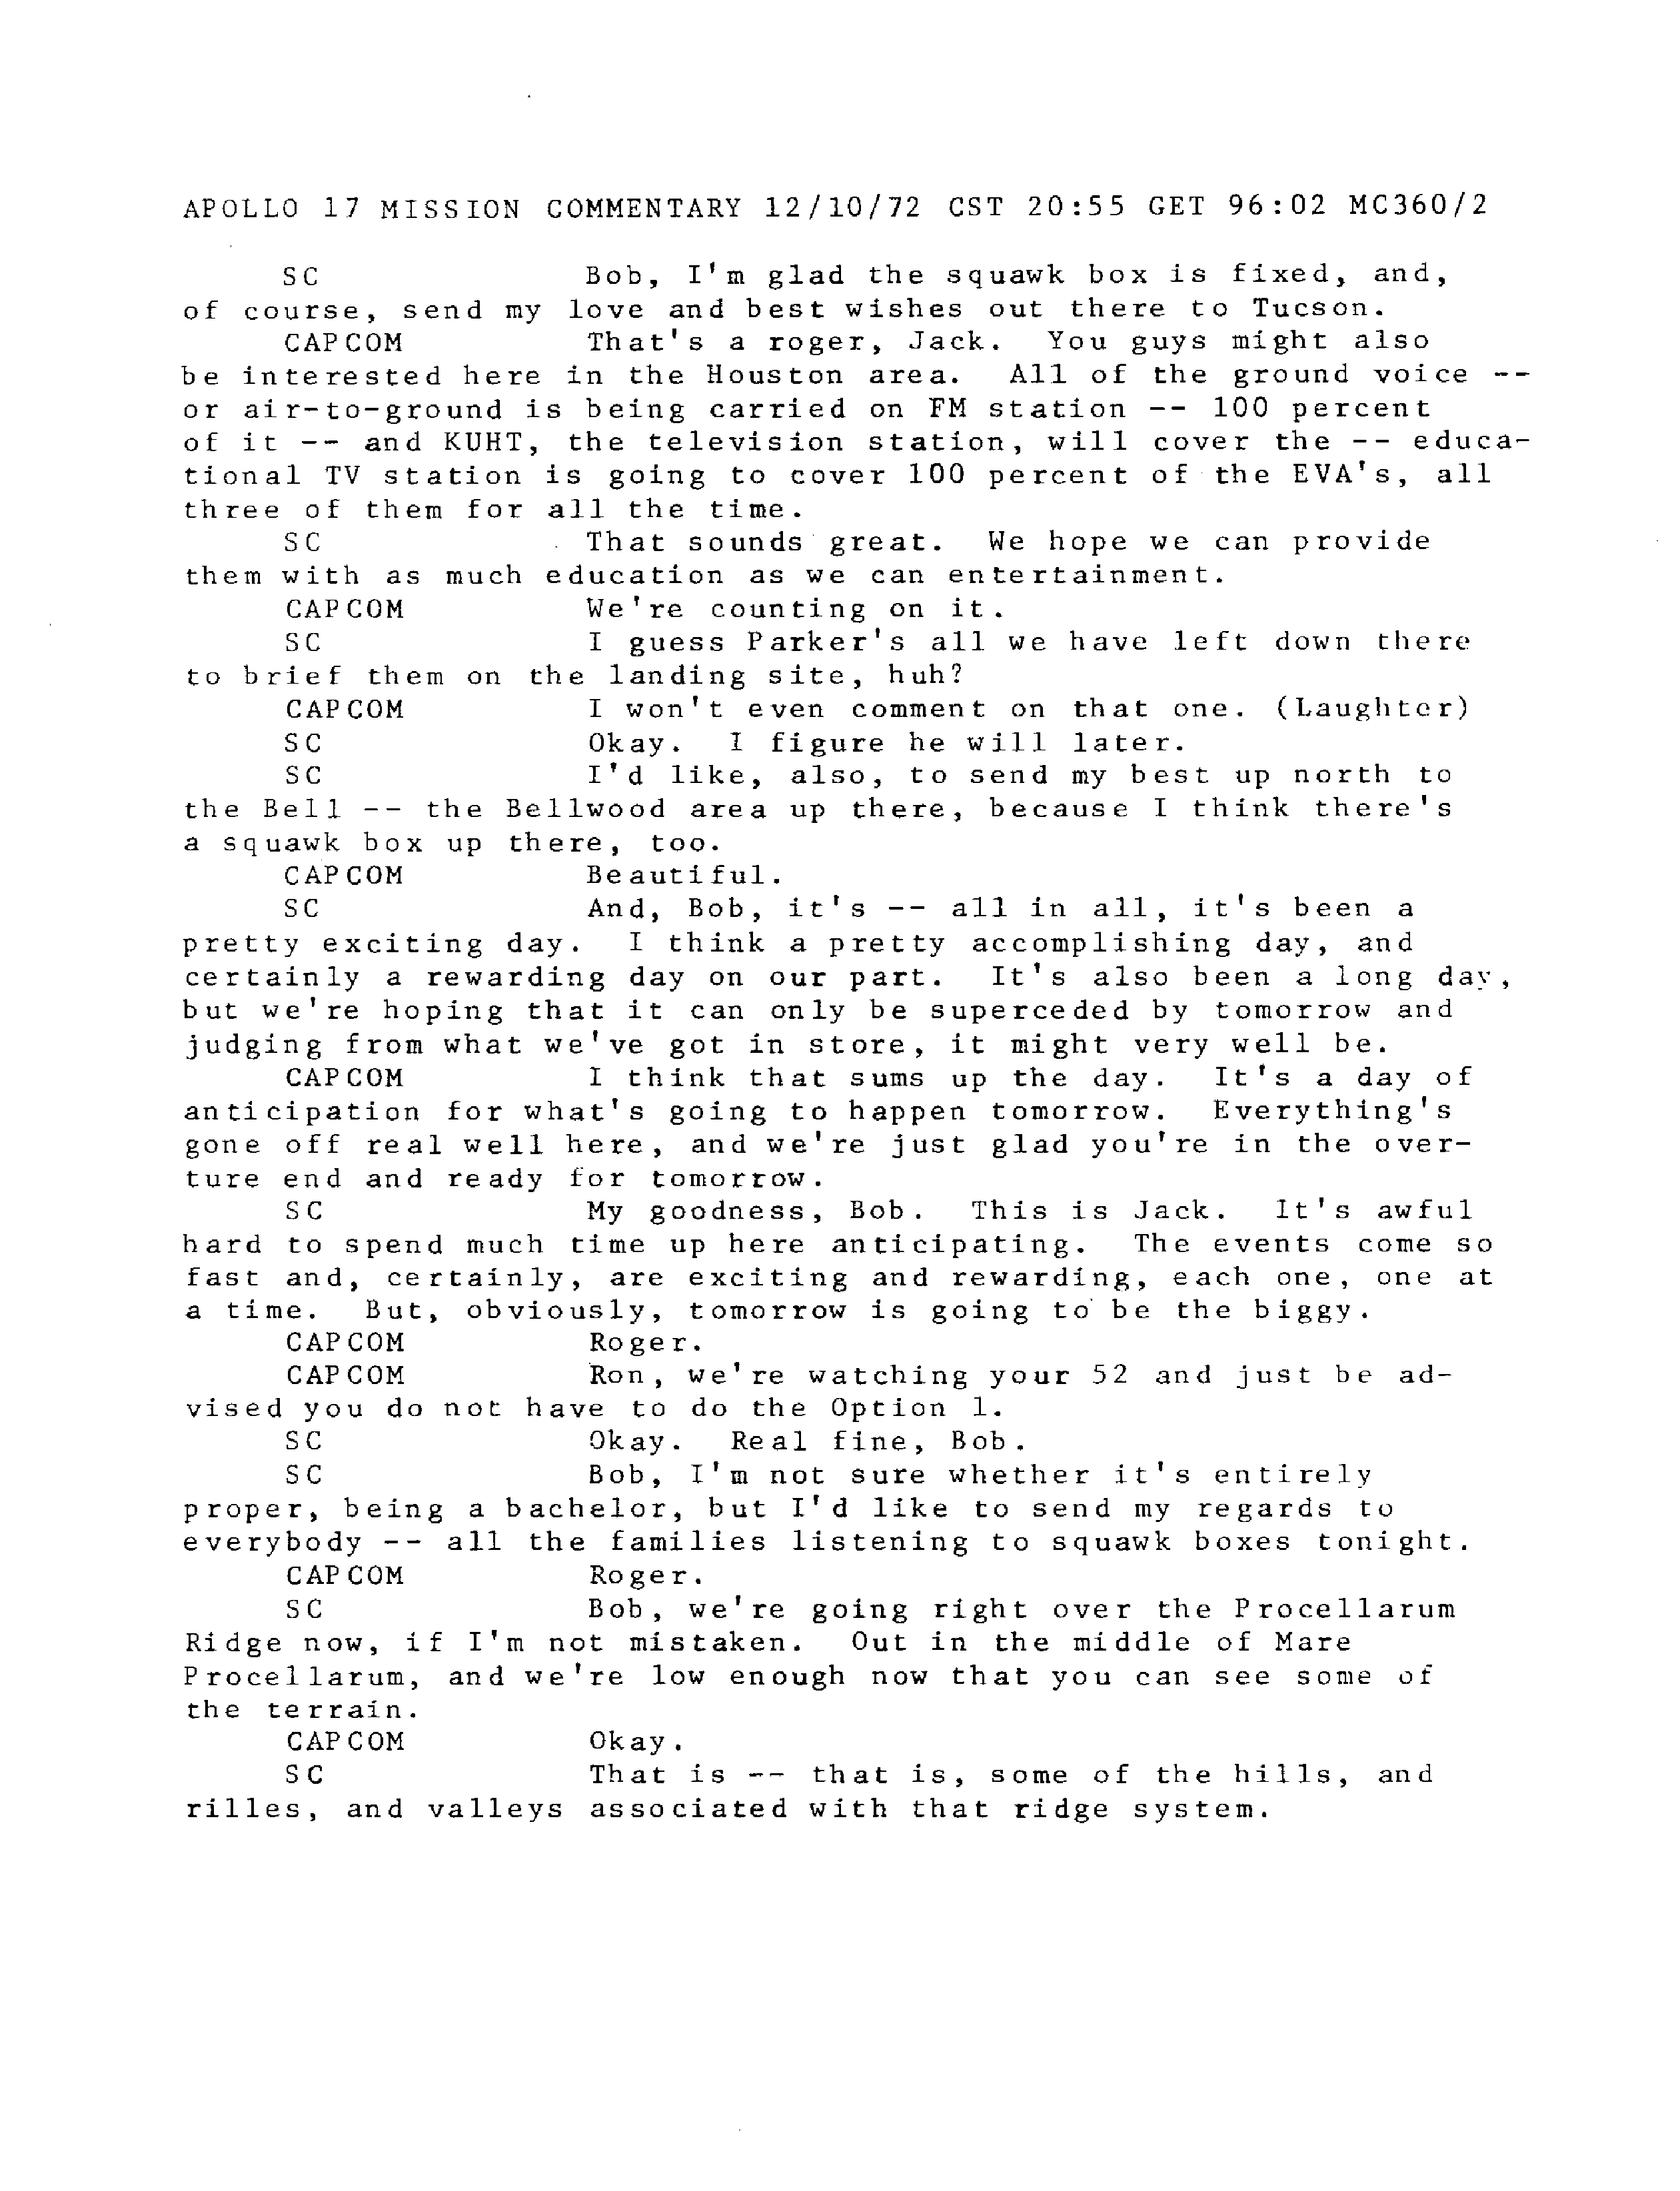 APOLLO 17 MISSION COMMENTARY 12/10/72 CST 20:55 GET 96:02 MC360/2
SC Bob, I'm glad the squawk box is fixed, and,
of course, send my love and best wishes out there to Tucson.
CAPCOM That's a roger, Jack. You guys might also
be interested here in the Houston area. All of the ground voice --
or air-to-ground is being carried on FM station -- 100 percent
of it -- and KUHT, the television station, will cover the -- educa-
tional TV station is going to cover 100 percent of the EVA's, all
three of them for all the time.
SC That sounds great. We hope we can provide
them with as much education as we can entertainment.
CAPCOM We're counting on it.
SC I guess Parker's all we have left down there
to brief them on the landing site, huh?
CAPCOM I won't even comment on that one. (Laughter)
SC Okay. I figure he will later.
SC I'd like, also, to send my best up north to
the Bell -- the Bellwood area up there, because I think there's
a squawk box up there, too.
CAPCOM Beautiful.
SC And, Bob, it's -- all in all, it's been a
pretty exciting day. I think a pretty accomplishing day, and
certainly a rewarding day on our part. It's also been a long day,
but we're hoping that it can only be superceded by tomorrow and
judging from what we've got in store, it might very well be.
CAPCOM I think that sums up the day. It's a day of
anticipation for what's going to happen tomorrow. Everything's
gone off real well here, and we're just glad you're in the over-
ture end and ready for tomorrow.
SC My goodness, Bob. This is Jack. It's awful
hard to spend much time up here anticipating. The events come so
fast and, certainly, are exciting and rewarding, each one, one at
a time. But, obviously, tomorrow is going to be the biggy.
CAPCOM Roger.
CAPCOM Ron, we're watching your 52 and just be ad-
vised you do not have to do the Option 1.
SC Okay. Real fine, Bob.
SC Bob, I'm not sure whether it's entirely
proper, being a bachelor, but I'd like to send my regards to
everybody -- all the families listening to squawk boxes tonight.
CAPCOM Roger.
SC Bob, we're going right over the Procellarum
Ridge now, if I'm not mistaken. Out in the middle of Mare
Procellarum, and we're low enough now that you can see some of
the terrain.
CAPCOM Okay.
SC That is -- that is, some of the hills, and
rilles, and valleys associated with that ridge system.